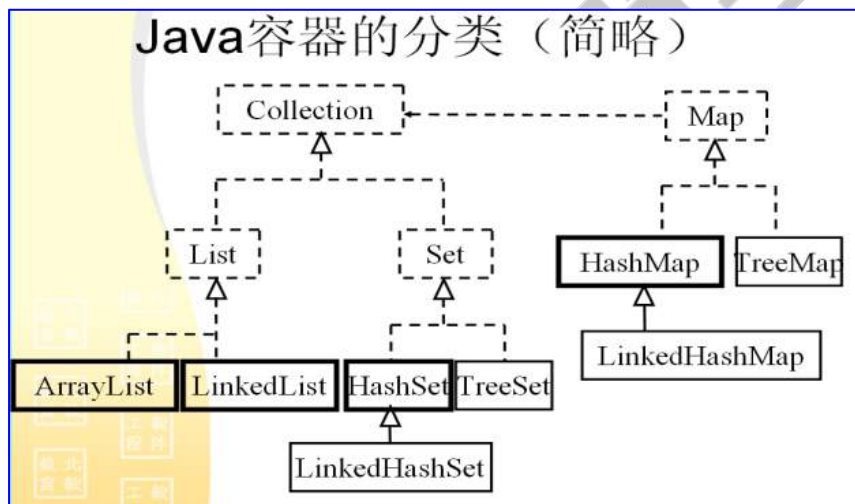 Java容器的分类（简略）
Collection
Map
List
Set
HashMap
TreeMap
LinkedHashMap
ArrayList
LinkedList
HashSet
TreeSet
LinkedHashSet